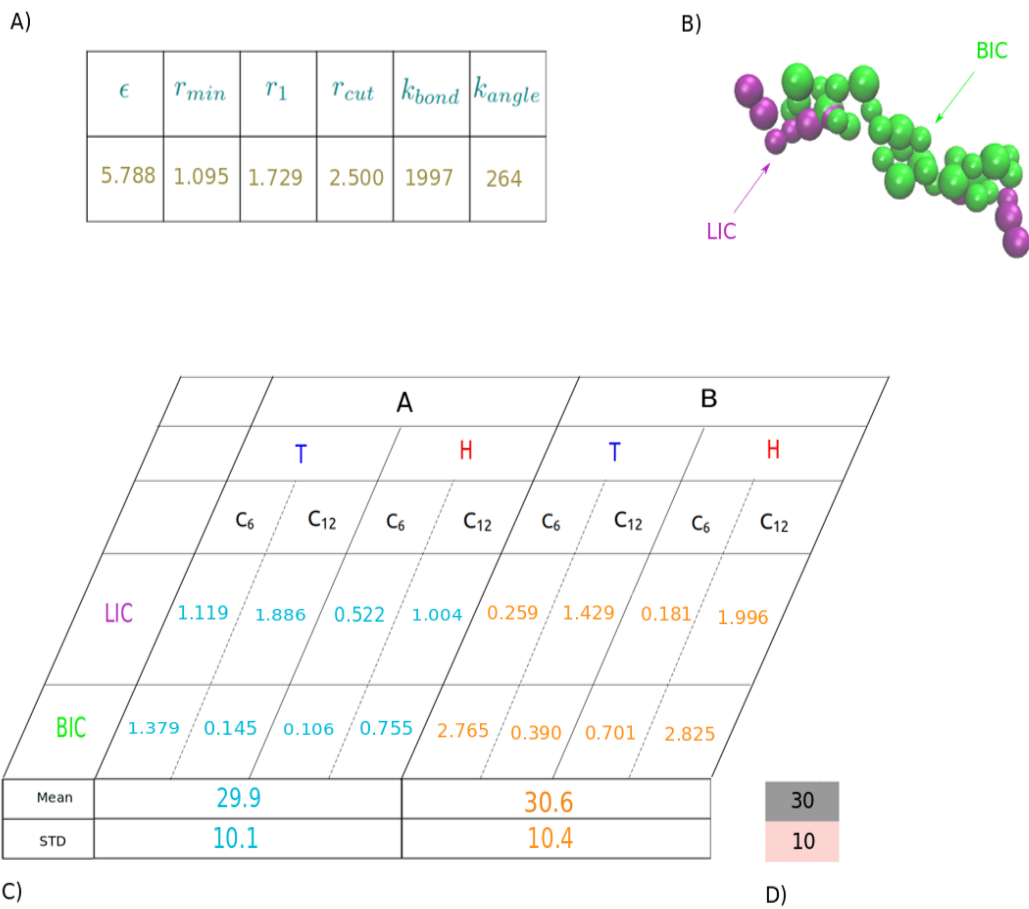 A)
B)
ϵ r_min r_1 r_cut k_bond k_angle
5.788 1.095 1.729 2.500 1997 264
BIC
LIC
A B
T H T H
C6 C12 C6 C12 C6 C12 C6 C12
LIC 1.119 1.886 0.522 1.004 0.259 1.429 0.181 1.996
BIC 1.379 0.145 0.106 0.755 2.765 0.390 0.701 2.825
Mean 29.9 30.6 30
STD 10.1 10.4 10
C) D)